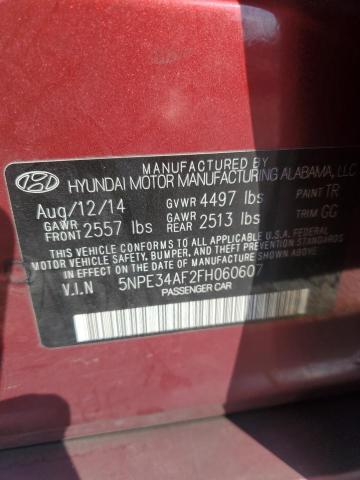 MANUFACTURED BY
HYUNDAI MOTOR MANUFACTURING ALABAMA, LLC
Aug/12/14 GVWR 4497 lbs PAINT TR
GAWR FRONT 2557 lbs GAWR REAR 2513 lbs TRIM GG
THIS VEHICLE CONFORMS TO ALL APPLICABLE U.S. FEDERAL
MOTOR VEHICLE SAFETY, BUMPER, AND THEFT PREVENTION STANDARDS
IN EFFECT ON THE DATE OF MANUFACTURE SHOWN ABOVE.
V.I.N 5NPE34AF2FH060607
PASSENGER CAR